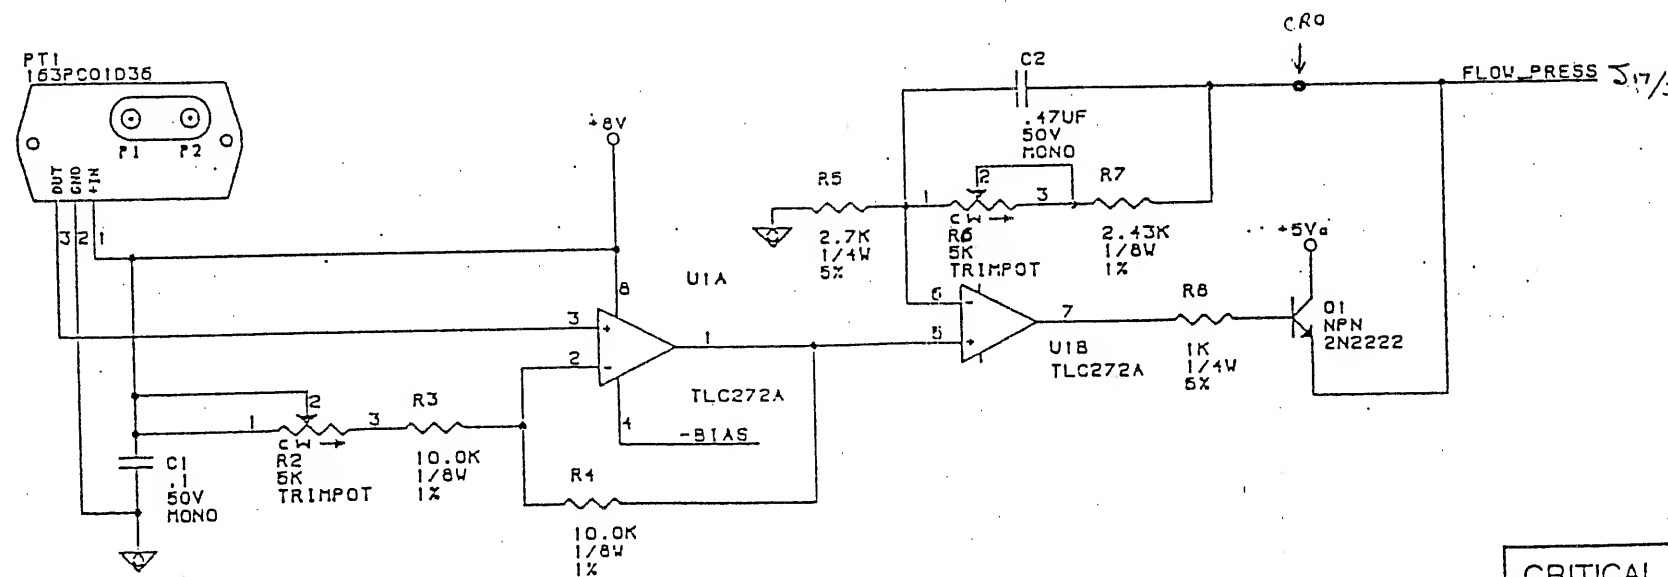 CRO
PT1
163PC01D36
P1 P2
OUT
GND
+IN
3
2
1
+8V
C2
.47UF
50V
MONO
FLOW_PRESS
R5
2.7K
1/4W
5%
1
2
3
CW
R6
5K
TRIMPOT
R7
2.43K
1/8W
1%
+5Va
U1A
8
3
+
2
-
1
4
TLC272A
-BIAS
6
-
5
+
7
U1B
TLC272A
R8
1K
1/4W
5%
Q1
NPN
2N2222
1
2
3
CW
R2
5K
TRIMPOT
R3
10.0K
1/8W
1%
C1
.1
50V
MONO
R4
10.0K
1/8W
1%
CRITICAL